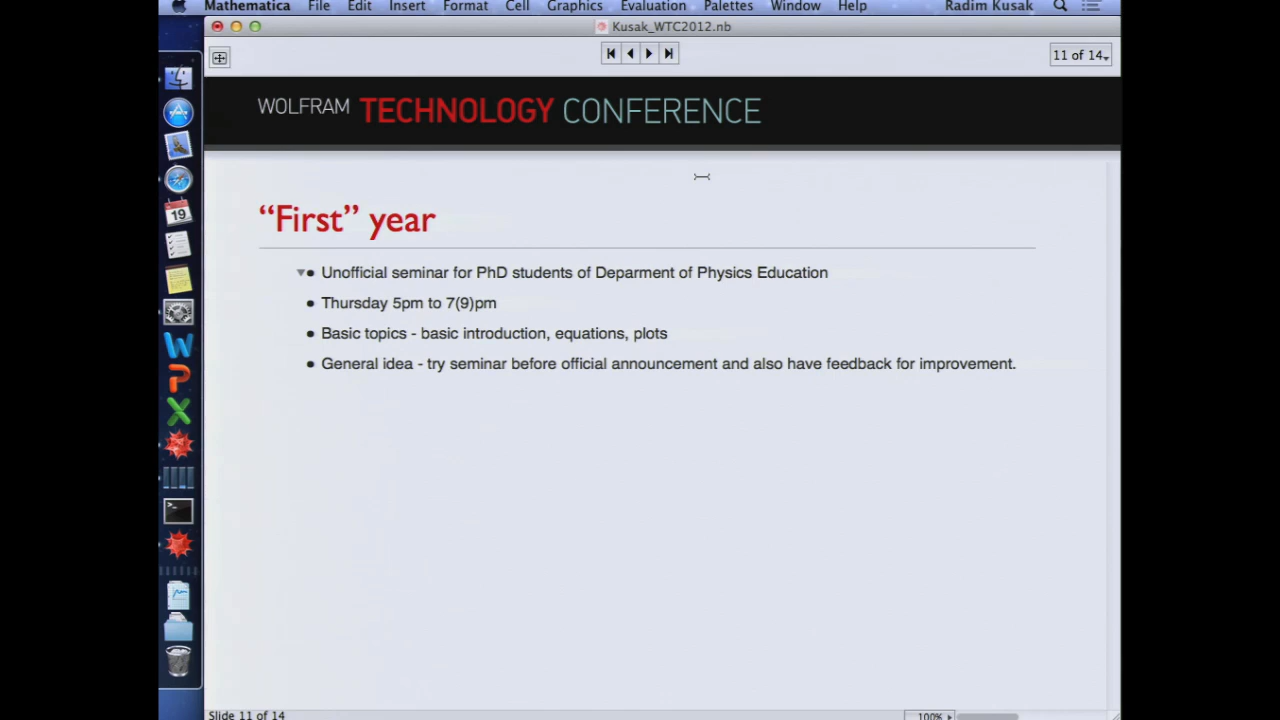 Mathematica File Edit Insert Format Cell Graphics Evaluation Palettes Window Help Radim Kusak
Kusak_WTC2012.nb
11 of 14
WOLFRAM TECHNOLOGY CONFERENCE
“First” year
• Unofficial seminar for PhD students of Deparment of Physics Education
• Thursday 5pm to 7(9)pm
• Basic topics - basic introduction, equations, plots
• General idea - try seminar before official announcement and also have feedback for improvement.
19
W
P
X
Slide 11 of 14
100%